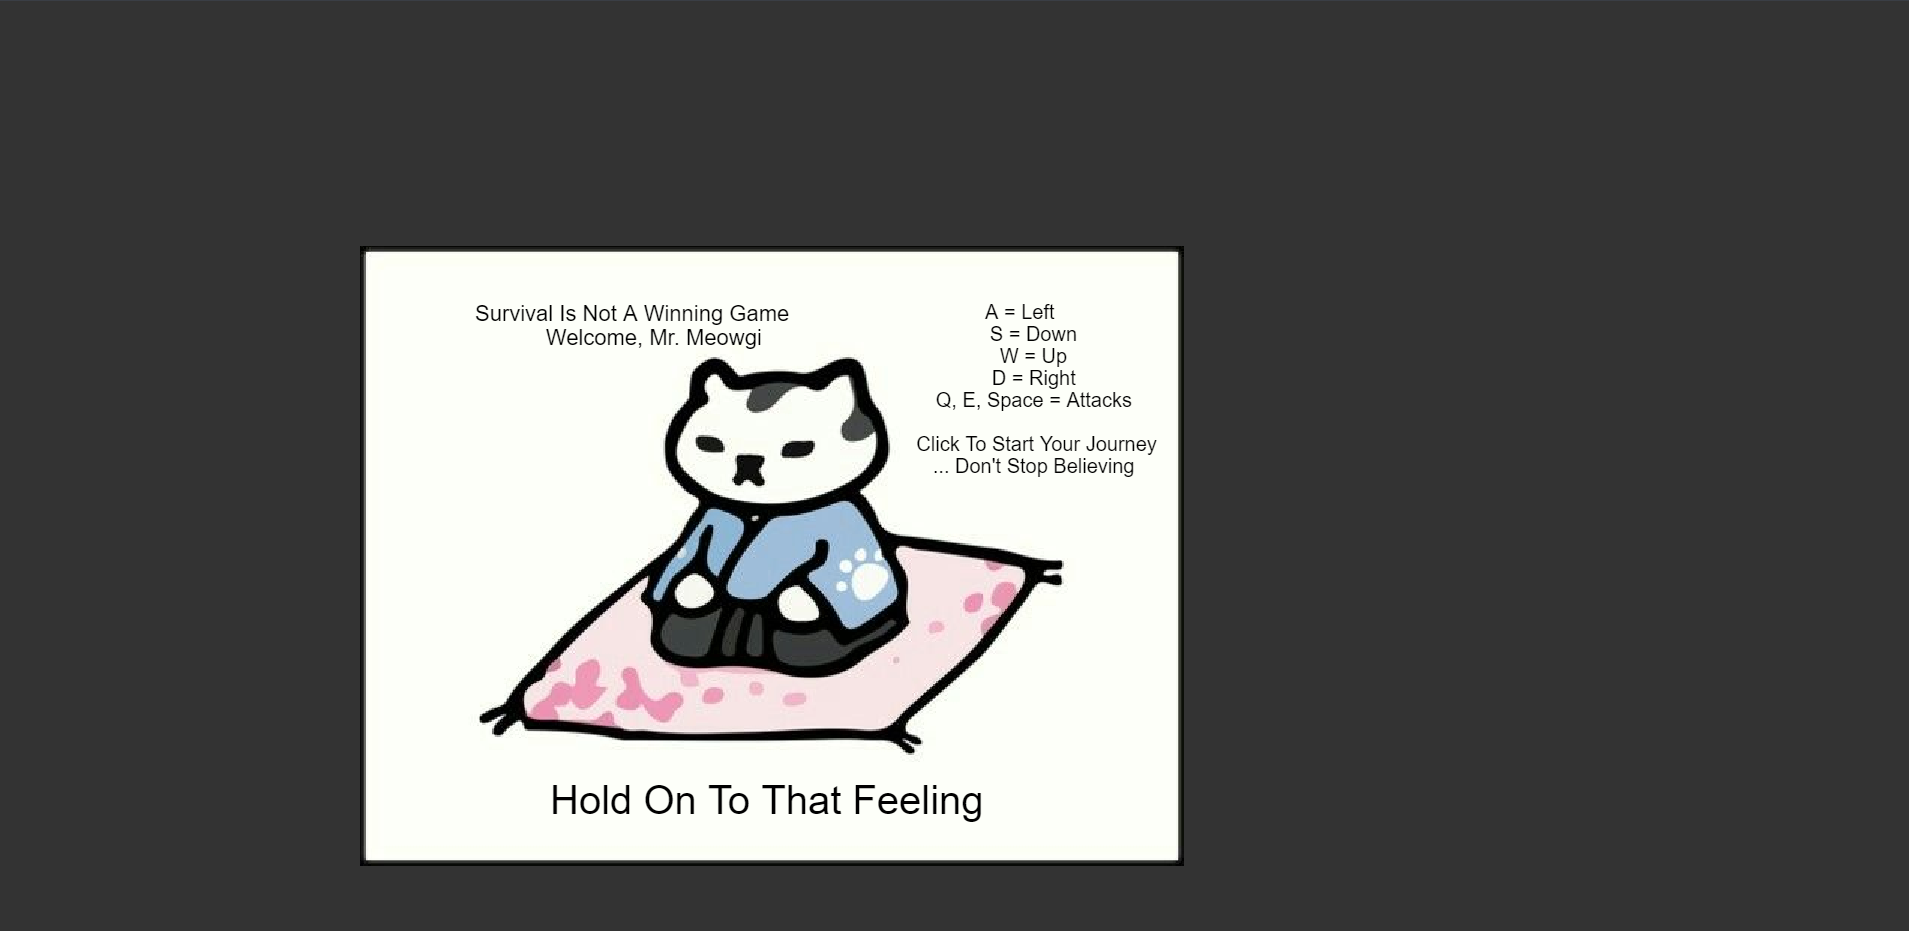 Survival Is Not A Winning Game
Welcome, Mr. Meowgi
A = Left
S = Down
W = Up
D = Right
Q, E, Space = Attacks
Click To Start Your Journey
... Don't Stop Believing
Hold On To That Feeling